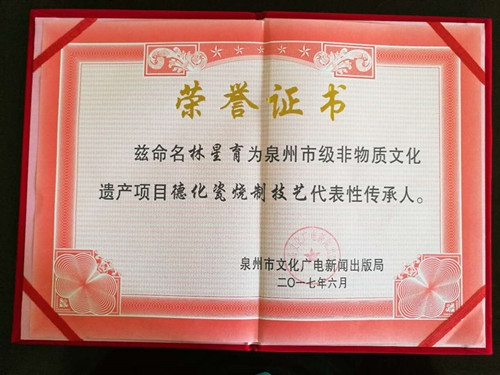 荣誉证书
兹命名林星育为泉州市级非物质文化
遗产项目德化瓷烧制技艺代表性传承人。
泉州市文化广电新闻出版局
二〇一七年六月